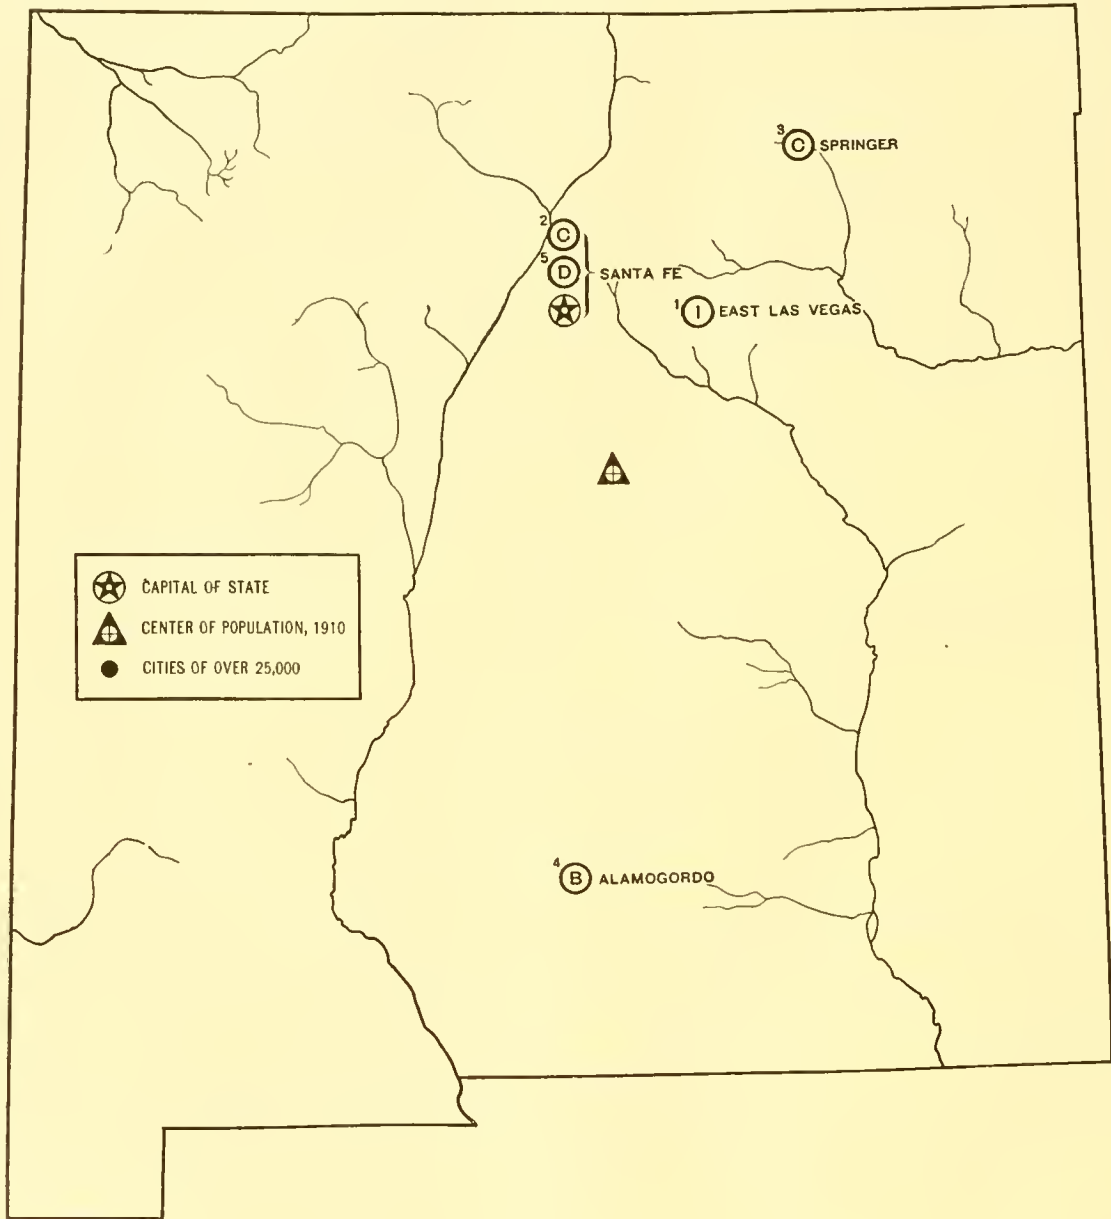 3 C SPRINGER
2 C
5 D SANTA FE
1 I EAST LAS VEGAS
CAPITAL OF STATE
CENTER OF POPULATION, 1910
CITIES OF OVER 25,000
4 B ALAMOGORDO